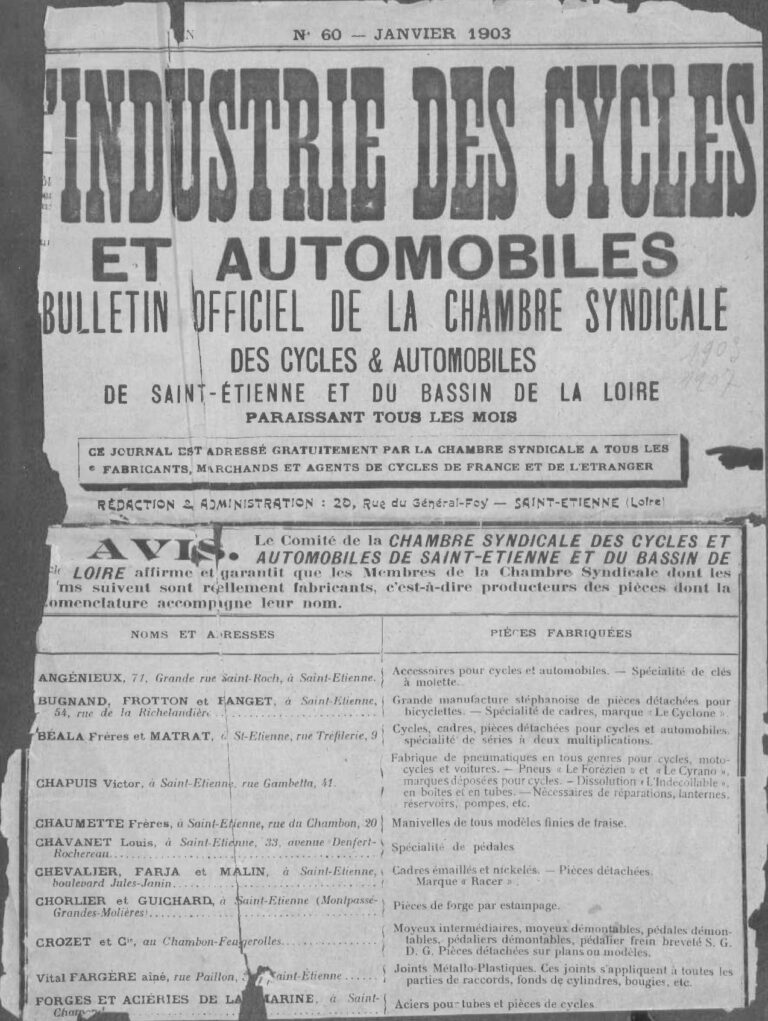 N° 60 — JANVIER 1903
'INDUSTRIE DES CYCLES
ET AUTOMOBILES
BULLETIN OFFICIEL DE LA CHAMBRE SYNDICALE
DES CYCLES & AUTOMOBILES
DE SAINT-ÉTIENNE ET DU BASSIN DE LA LOIRE
PARAISSANT TOUS LES MOIS
CE JOURNAL EST ADRESSÉ GRATUITEMENT PAR LA CHAMBRE SYNDICALE A TOUS LES
FABRICANTS, MARCHANDS ET AGENTS DE CYCLES DE FRANCE ET DE L'ETRANGER
RÉDACTION & ADMINISTRATION : 20, Rue du Général-Foy — SAINT-ETIENNE (Loire)
AVIS. Le Comité de la CHAMBRE SYNDICALE DES CYCLES ET
AUTOMOBILES DE SAINT-ETIENNE ET DU BASSIN DE
LOIRE affirme et garantit que les Membres de la Chambre Syndicale dont les
ms suivent sont réellement fabricants, c'est-à-dire producteurs des pièces dont la
omenclature accompigne leur nom.
NOMS ET ADRESSES
PIÈCES FABRIQUÉES
ANGÉNIEUX, 71, Grande rue Saint-Roch, à Saint-Etienne.
Accessoires pour cycles et automobiles. — Spécialité de clés
à molette.
BUGNAND, FROTTON et FANGET, à Saint-Etienne,
54, rue de la Richelandière
Grande manufacture stéphanoise de pièces détachées pour
bicyclettes. — Spécialité de cadres, marque « Le Cyclone ».
BÉALA Frères et MATRAT, à St-Etienne, rue Tréfilerie, 9
Cycles, cadres, pièces détachées pour cycles et automobiles,
spécialité de séries à deux multiplications.
CHAPUIS Victor, à Saint-Etienne, rue Gambetta, 41.
Fabrique de pneumatiques en tous genres pour cycles, moto-
cycles et voitures. — Pneus « Le Forézien » et « Le Cyrano »,
marques déposées pour cycles. - Dissolution « L'Indécollable »,
en boîtes et en tubes. — Nécessaires de réparations, lanternes,
réservoirs, pompes, etc.
CHAUMETTE Frères, à Saint-Etienne, rue du Chambon, 20
Manivelles de tous modèles finies de fraise.
CHAVANET Louis, à Saint-Etienne, 33, avenue Denfert-
Rochereau
Spécialité de pédales
CHEVALIER, FARJA et MALIN, à Saint-Etienne,
boulevard Jules-Janin
Cadres émaillés et nickelés. — Pièces détachées.
Marque « Racer ».
CHORLIER et GUICHARD, à Saint-Etienne (Montpassé-
Grandes-Molières)
Pièces de forge par estampage.
CROZET et Cie, au Chambon-Feugerolles
Moyeux intermédiaires, moyeux démontables, pédales démon-
tables, pédaliers démontables, pédalier frein breveté S. G.
D. G. Pièces détachées sur plans ou modèles.
Vital FARGÈRE aîné, rue Paillon, Saint-Etienne
Joints Métallo-Plastiques. Ces joints s'appliquent à toutes les
parties de raccords, fonds de cylindres, bougies, etc.
FORGES ET ACIÉRIES DE LA MARINE, à Saint-
Aciers pour tubes et pièces de cycles